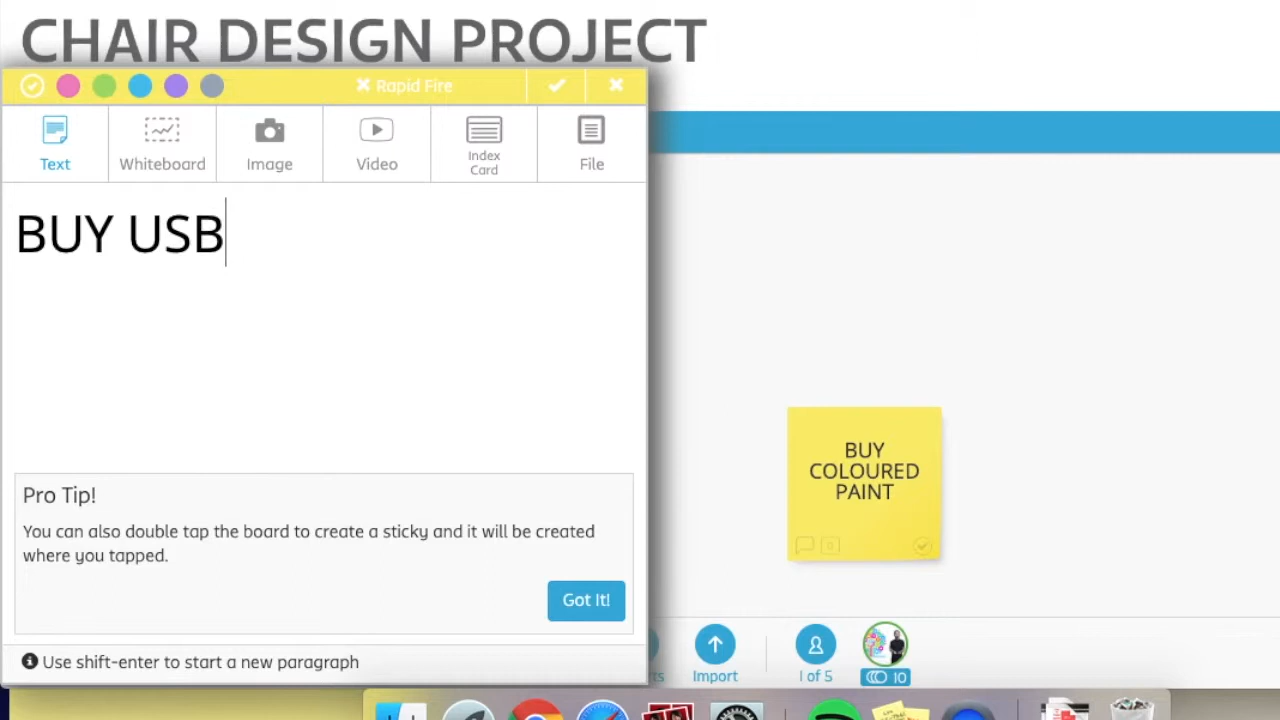 CHAIR DESIGN PROJECT
Rapid Fire
Text
Whiteboard
Image
Video
Index
Card
File
BUY USB
Pro Tip!
You can also double tap the board to create a sticky and it will be created
where you tapped.
Got It!
Use shift-enter to start a new paragraph
BUY
COLOURED
PAINT
0
Import
1 of 5
10